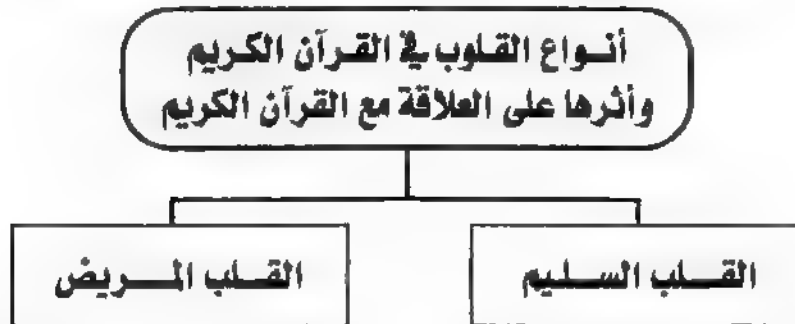 أنواع القلوب في القرآن الكريم
وأثرها على العلاقة مع القرآن الكريم
القلب السليم
القلب المريض